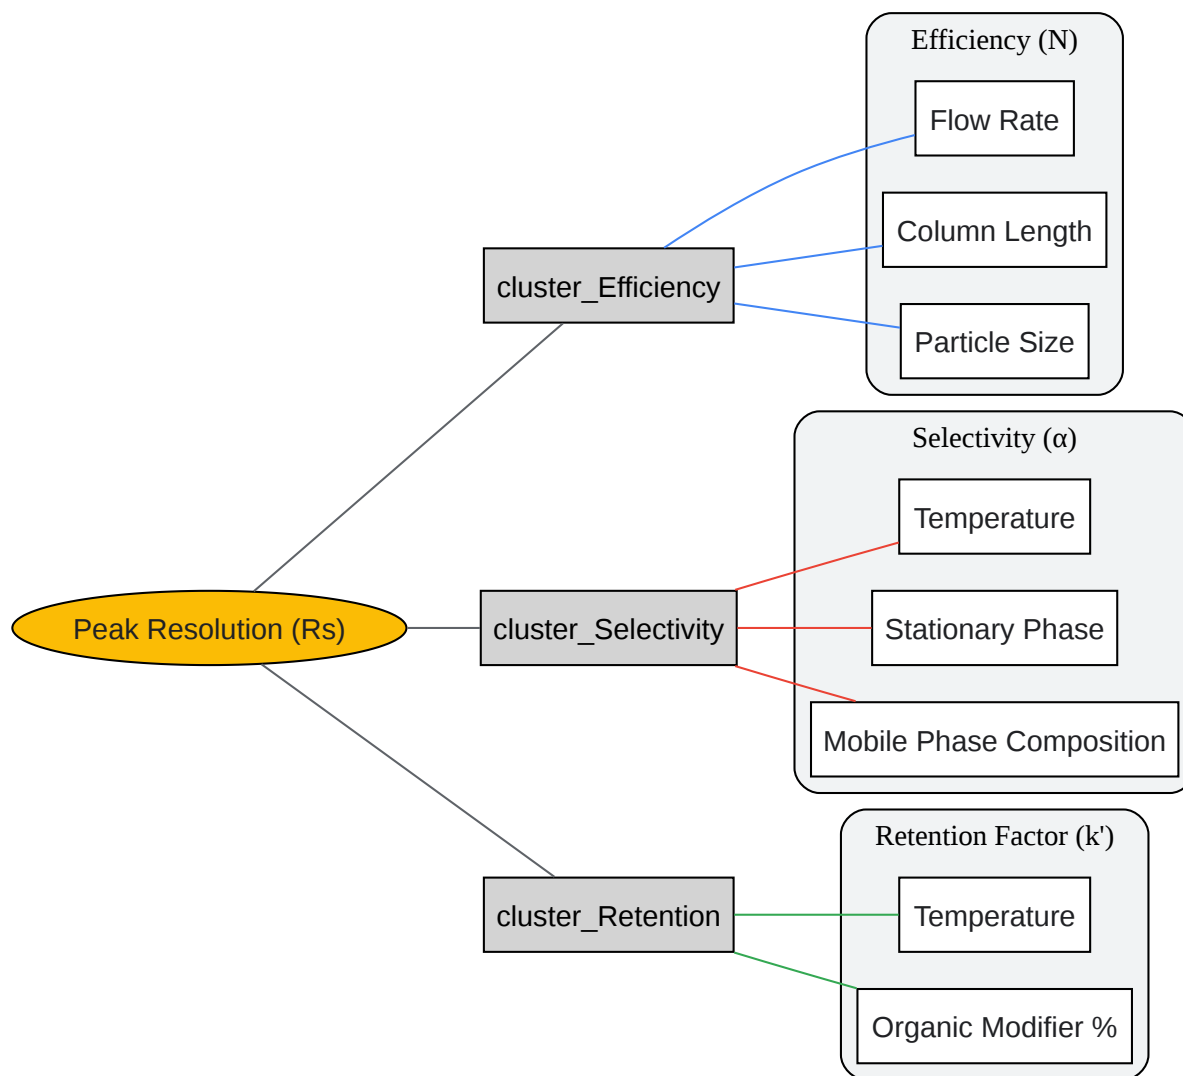 Efficiency (N)
Flow Rate
Column Length
cluster_Efficiency
Particle Size
Selectivity (α)
Temperature
Peak Resolution (Rs)
cluster_Selectivity
Stationary Phase
Mobile Phase Composition
Retention Factor (k')
cluster_Retention
Temperature
Organic Modifier %